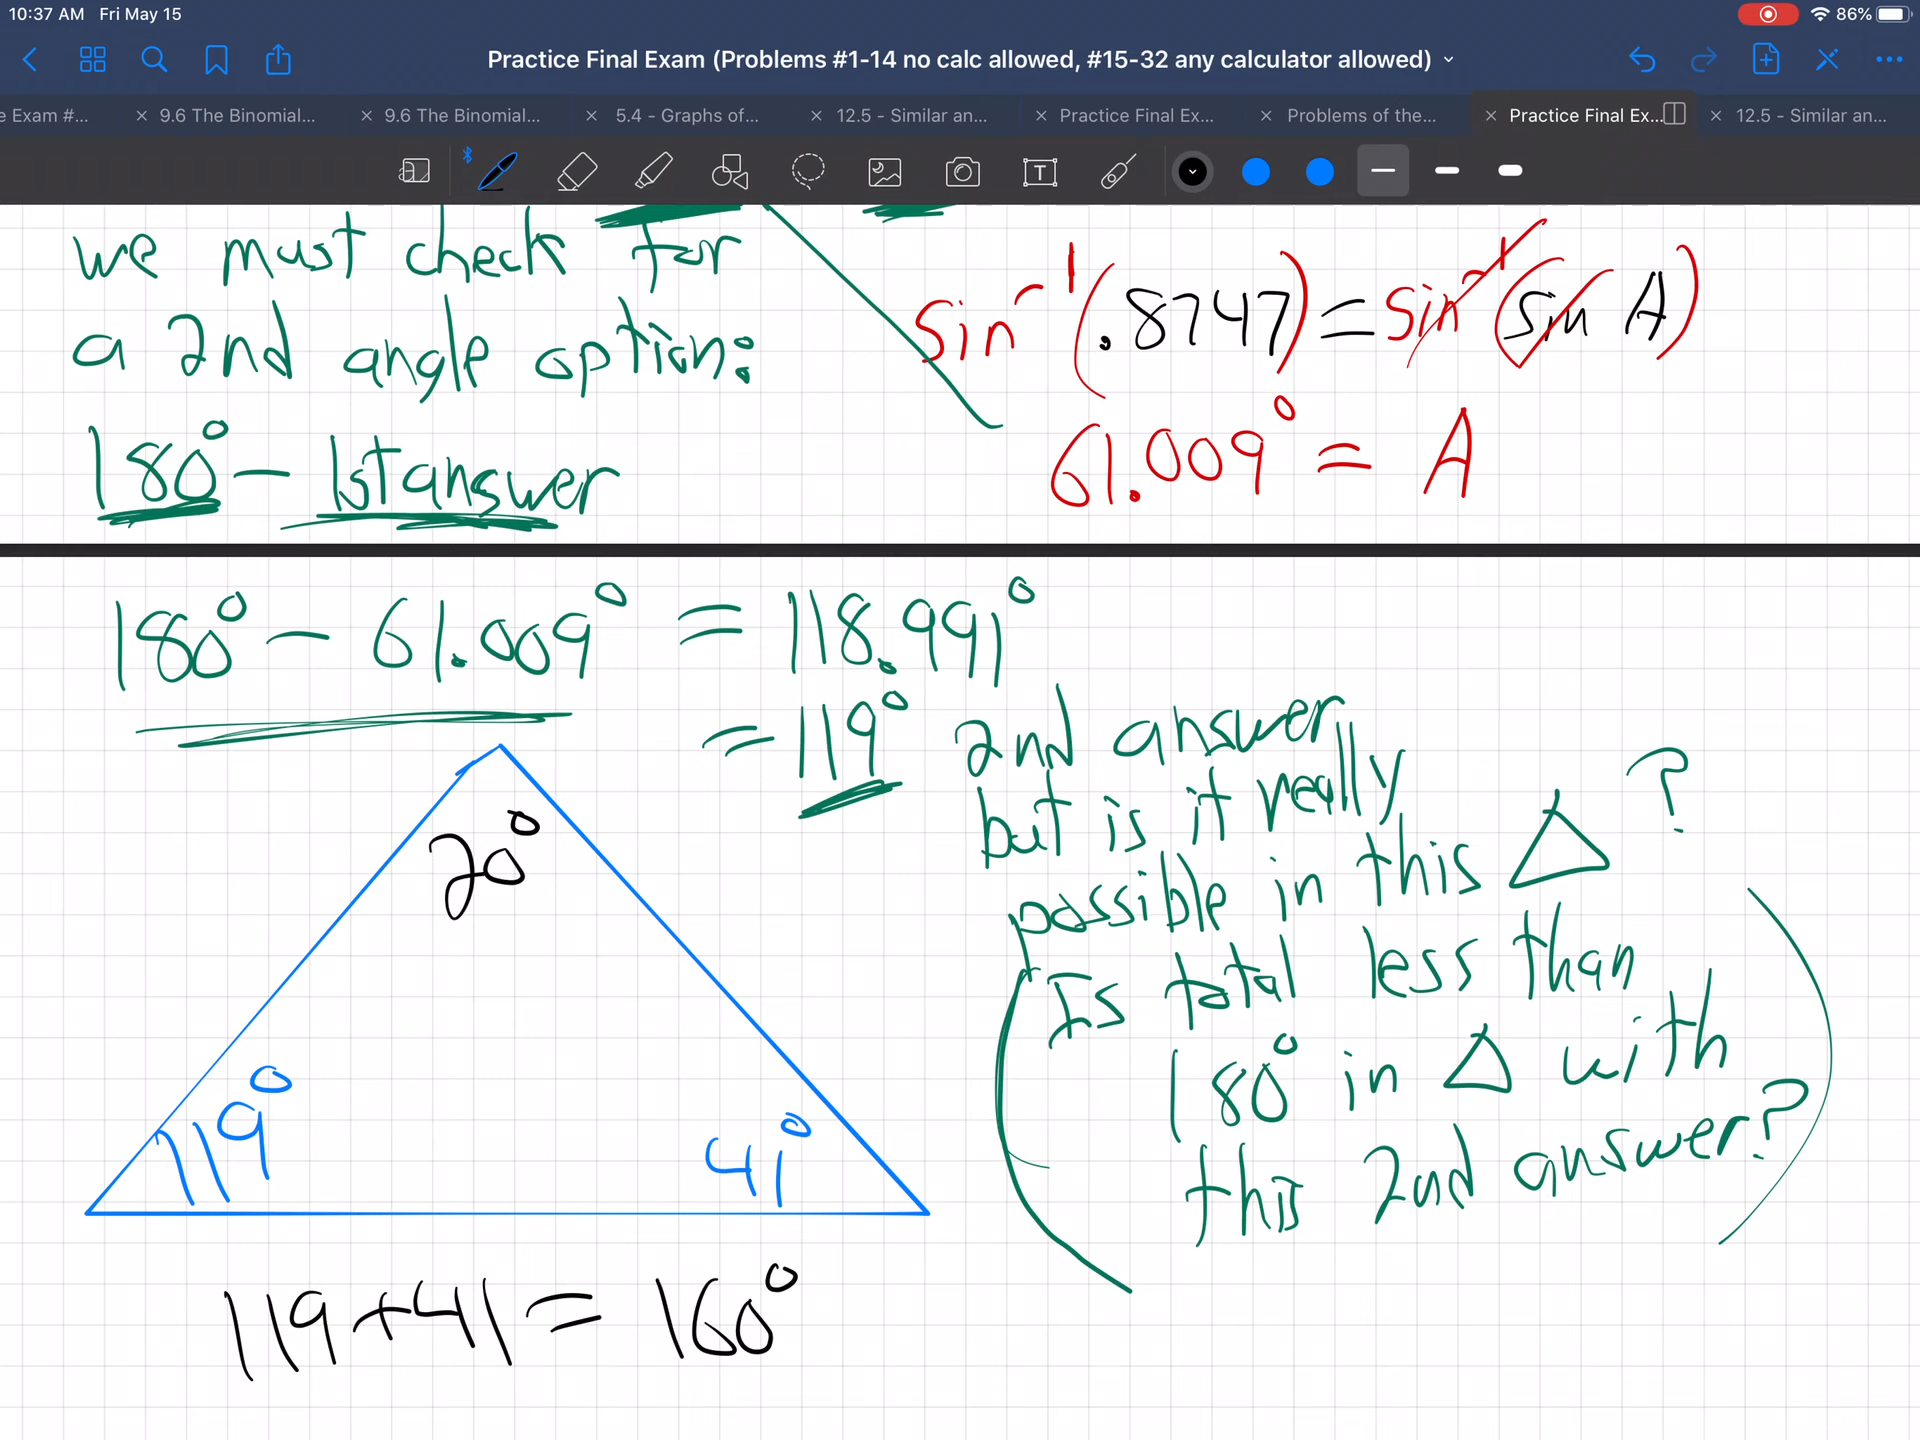 10:37 AM Fri May 15
86%
Practice Final Exam (Problems #1-14 no calc allowed, #15-32 any calculator allowed)
e Exam #...
× 9.6 The Binomial...
× 9.6 The Binomial...
× 5.4 - Graphs of...
× 12.5 - Similar an...
× Practice Final Ex...
× Problems of the...
× Practice Final Ex...
× 12.5 - Similar an...
T
we must check for
a 2nd angle option:
180° - 1st answer
sin⁻¹(.8747) = sin⁻¹(sin A)
61.009° = A
180° - 61.009° = 118.991°
= 119° 2nd answer
but is it really
possible in this △ ?
(Is total less than
180° in △ with
this 2nd answer?)
20°
119°
41°
119+41 = 160°